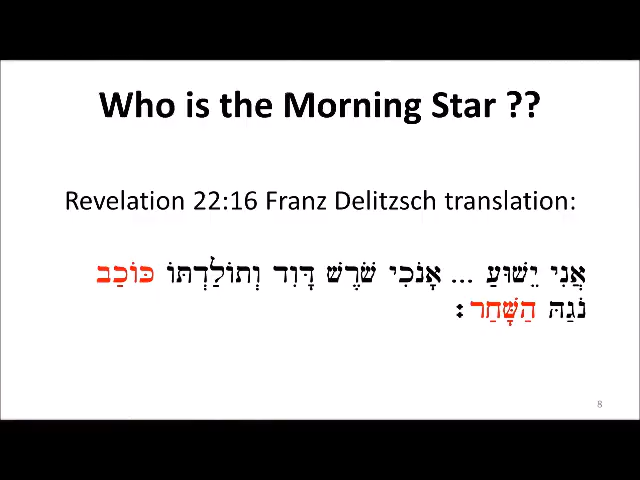 Who is the Morning Star ??
Revelation 22:16 Franz Delitzsch translation:
אֲנִי יֵשׁוּעַ ... אָנֹכִי שֹׁרֶשׁ דָּוִד וְתוֹלַדְתּוֹ כּוֹכַב
נֹגַהּ הַשָּׁחַר׃
8